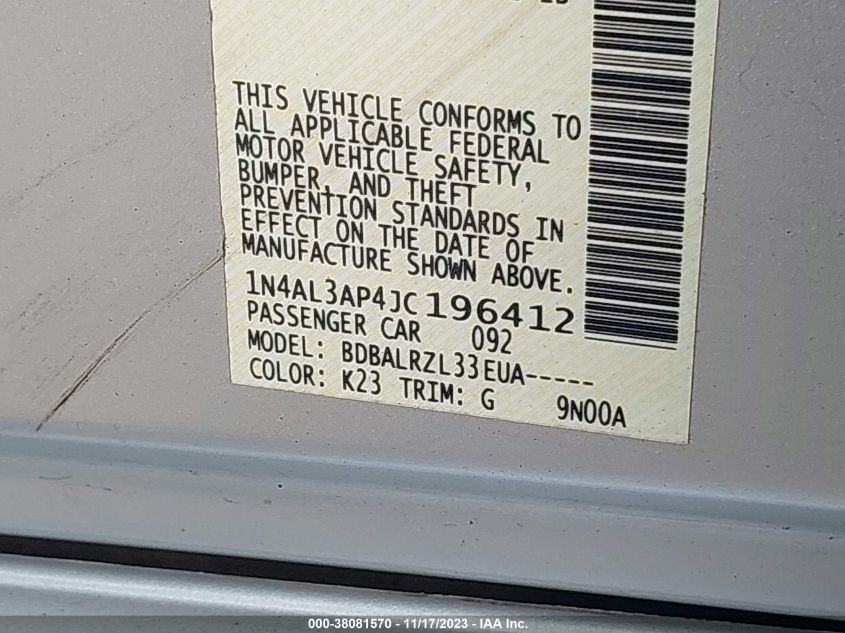 THIS VEHICLE CONFORMS TO
ALL APPLICABLE FEDERAL
MOTOR VEHICLE SAFETY,
BUMPER, AND THEFT
PREVENTION STANDARDS IN
EFFECT ON THE DATE OF
MANUFACTURE SHOWN ABOVE.
1N4AL3AP4JC196412
PASSENGER CAR 092
MODEL: BDBALRZL33EUA-----
COLOR: K23 TRIM: G 9N00A
000-38081570 - 11/17/2023 - IAA Inc.